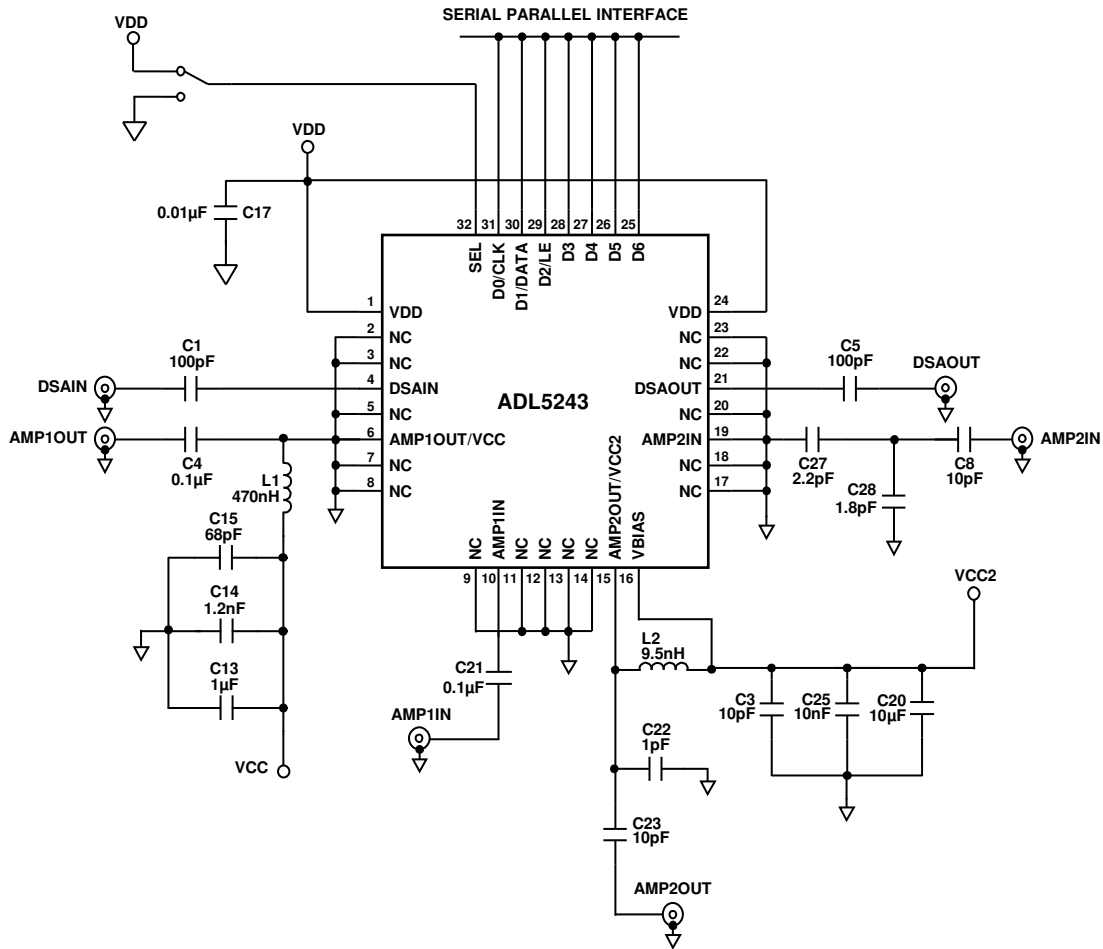 SERIAL PARALLEL INTERFACE
VDD
VDD
0.01µF C17
32 31 30 29 28 27 26 25
SEL
D0/CLK
D1/DATA
D2/LE
D3
D4
D5
D6
1 VDD
2 NC
3 NC
4 DSAIN
5 NC
6 AMP1OUT/VCC
7 NC
8 NC
VDD 24
NC 23
NC 22
DSAOUT 21
NC 20
AMP2IN 19
NC 18
NC 17
ADL5243
C1
100pF
DSAIN
AMP1OUT
C4
0.1µF
L1
470nH
C15
68pF
C14
1.2nF
C13
1µF
VCC
C5
100pF
DSAOUT
AMP2IN
C27
2.2pF
C8
10pF
C28
1.8pF
NC
AMP1IN
NC
NC
NC
NC
AMP2OUT/VCC2
VBIAS
9 10 11 12 13 14 15 16
C21
0.1µF
AMP1IN
VCC2
L2
9.5nH
C3
10pF
C25
10nF
C20
10µF
C22
1pF
C23
10pF
AMP2OUT